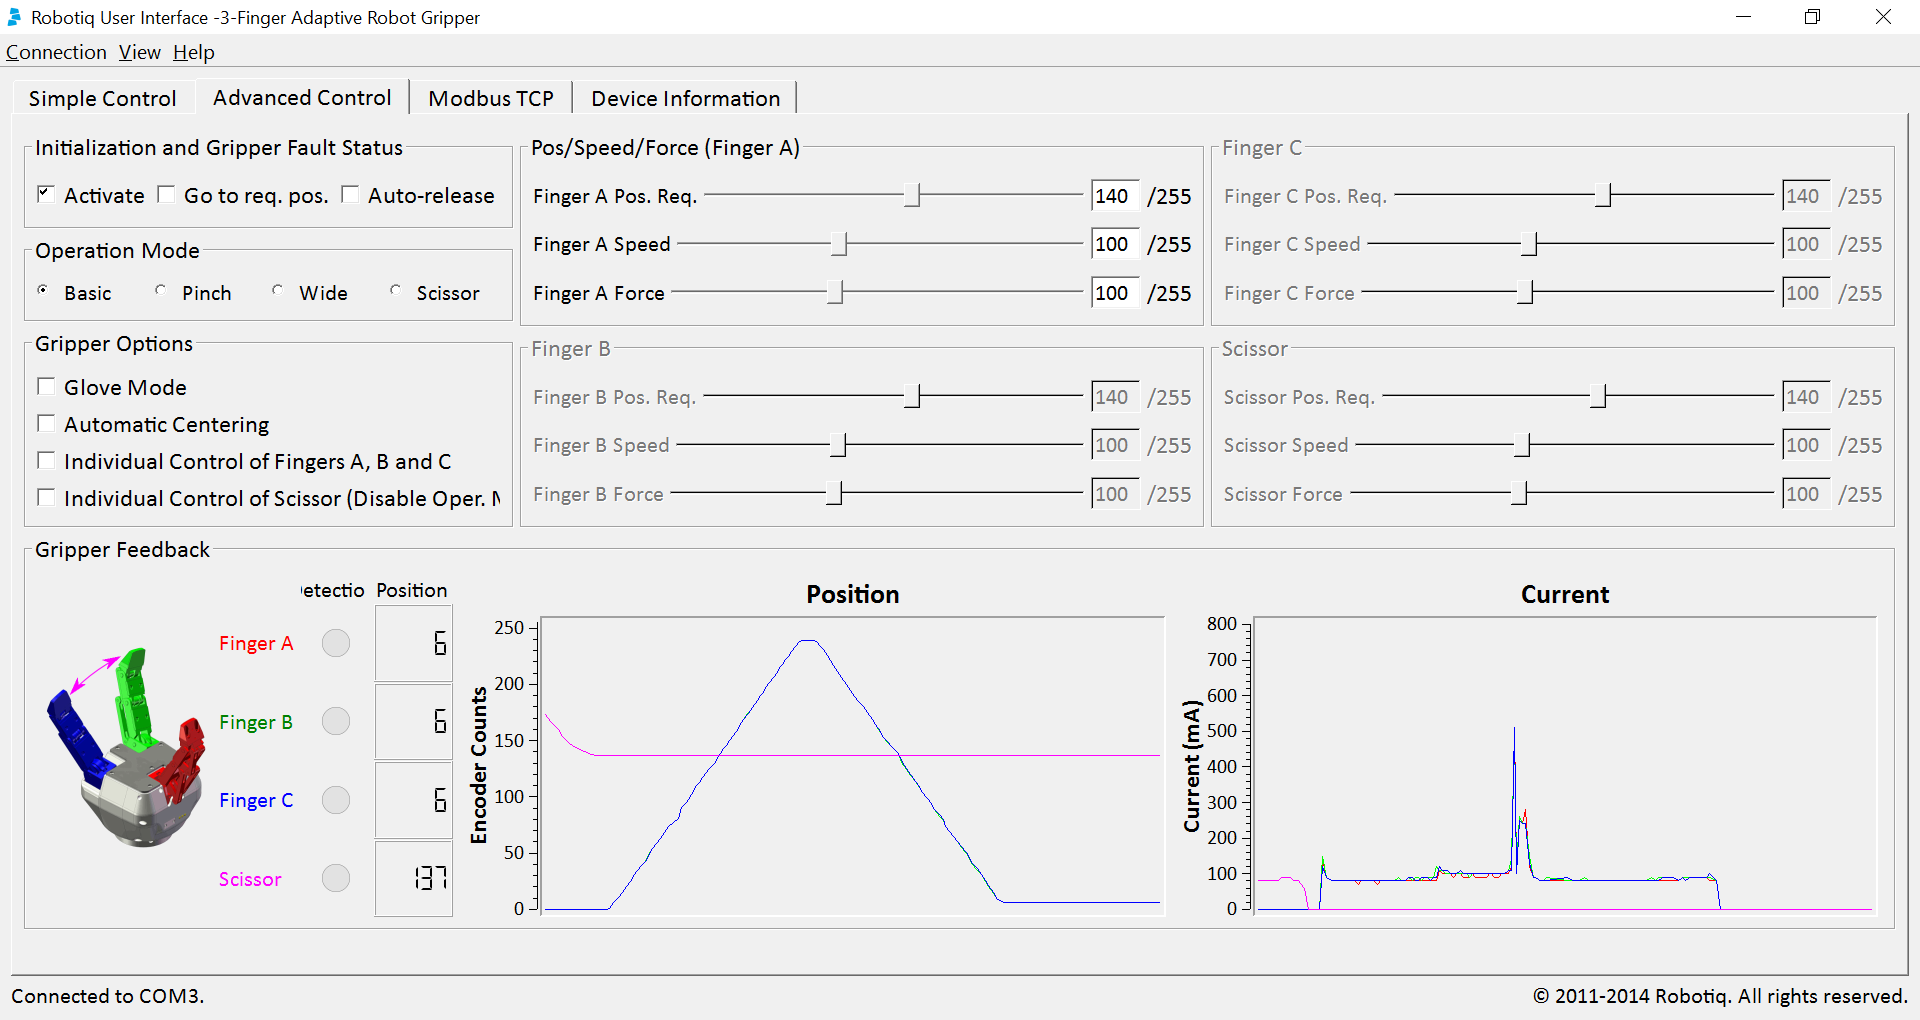 Robotiq User Interface -3-Finger Adaptive Robot Gripper
Connection View Help
Simple Control Advanced Control Modbus TCP Device Information
Initialization and Gripper Fault Status
Activate Go to req. pos. Auto-release
Operation Mode
Basic Pinch Wide Scissor
Gripper Options
Glove Mode
Automatic Centering
Individual Control of Fingers A, B and C
Individual Control of Scissor (Disable Oper. M
Pos/Speed/Force (Finger A)
Finger A Pos. Req. 140 /255
Finger A Speed 100 /255
Finger A Force 100 /255
Finger C
Finger C Pos. Req. 140 /255
Finger C Speed 100 /255
Finger C Force 100 /255
Finger B
Finger B Pos. Req. 140 /255
Finger B Speed 100 /255
Finger B Force 100 /255
Scissor
Scissor Pos. Req. 140 /255
Scissor Speed 100 /255
Scissor Force 100 /255
Gripper Feedback
etectio Position
Finger A 6
Finger B 6
Finger C 6
Scissor 137
Position
Encoder Counts
250
200
150
100
50
0
Current
Current (mA)
800
700
600
500
400
300
200
100
0
Connected to COM3.
© 2011-2014 Robotiq. All rights reserved.